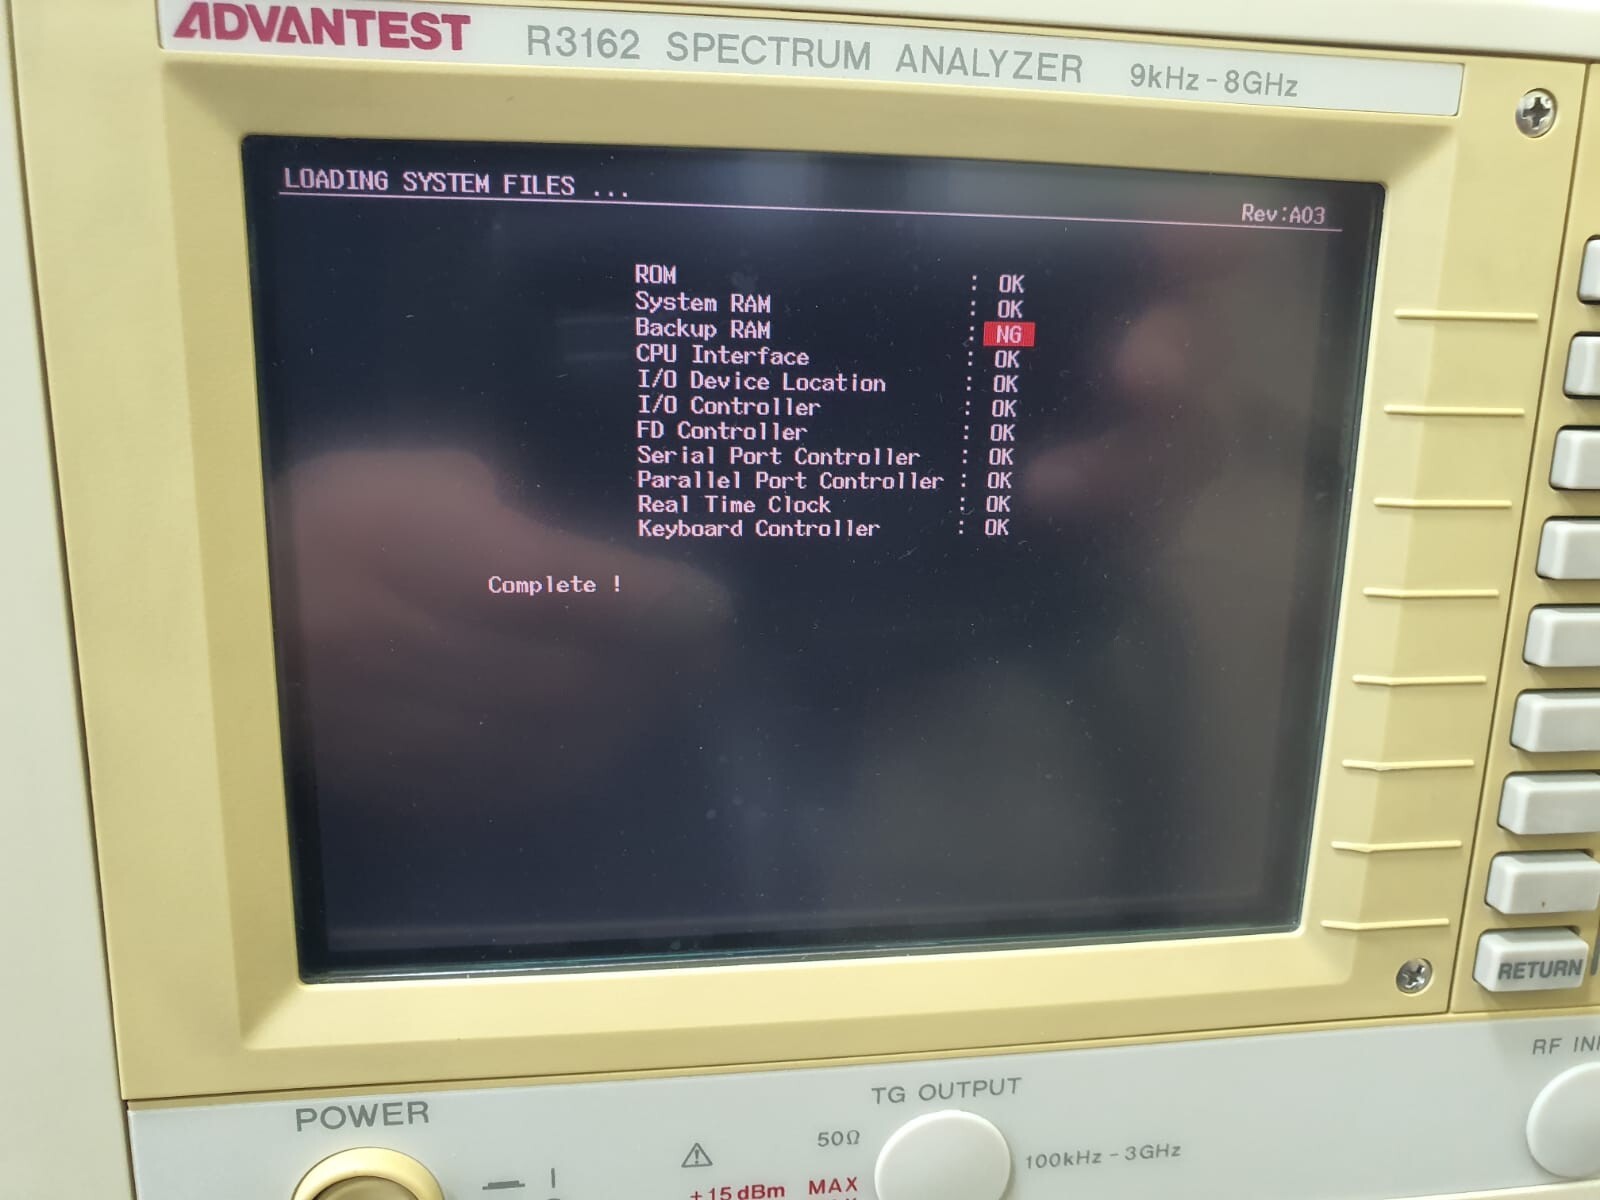 ADVANTEST R3162 SPECTRUM ANALYZER 9kHz-8GHz
LOADING SYSTEM FILES ...
Rev:A03
ROM : OK
System RAM : OK
Backup RAM : NG
CPU Interface : OK
I/O Device Location : OK
I/O Controller : OK
FD Controller : OK
Serial Port Controller : OK
Parallel Port Controller : OK
Real Time Clock : OK
Keyboard Controller : OK
Complete !
RETURN
RF
POWER
TG OUTPUT
50Ω
100kHz-3GHz
+15dBm MAX